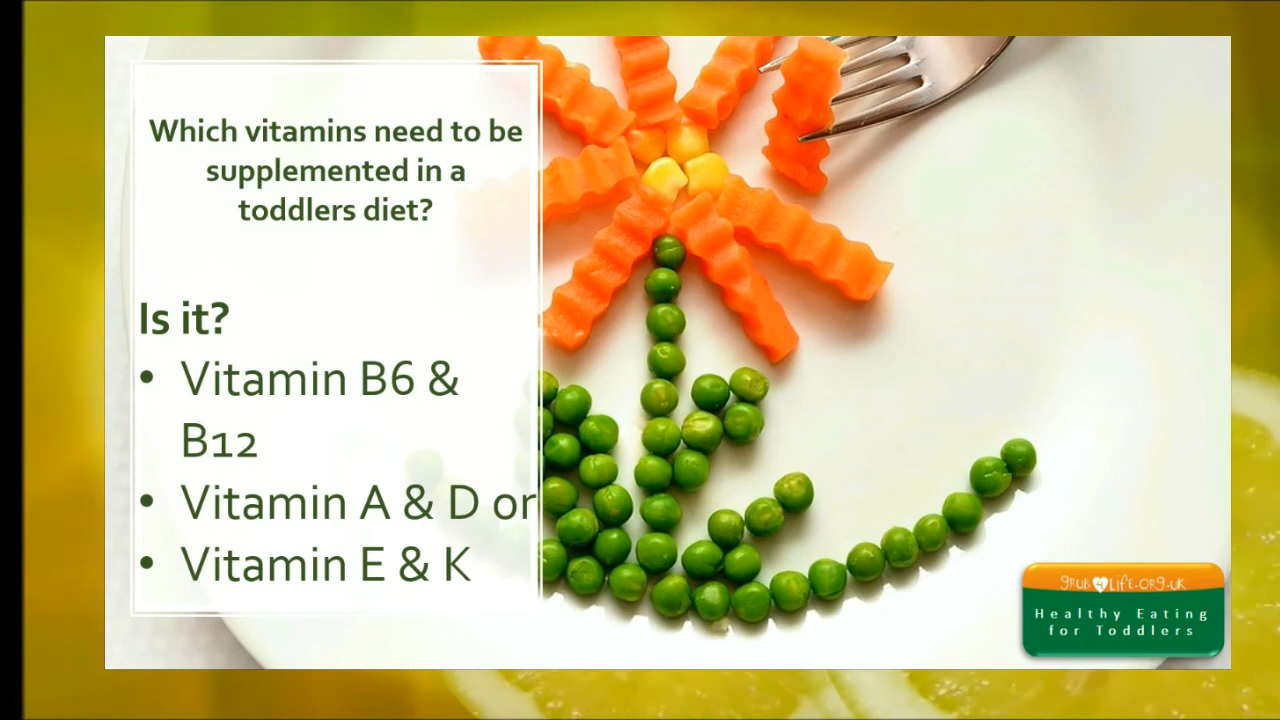 Which vitamins need to be
supplemented in a
toddlers diet?
Is it?
• Vitamin B6 &
B12
• Vitamin A & D or
• Vitamin E & K
grub4life.org.uk
Healthy Eating
for Toddlers